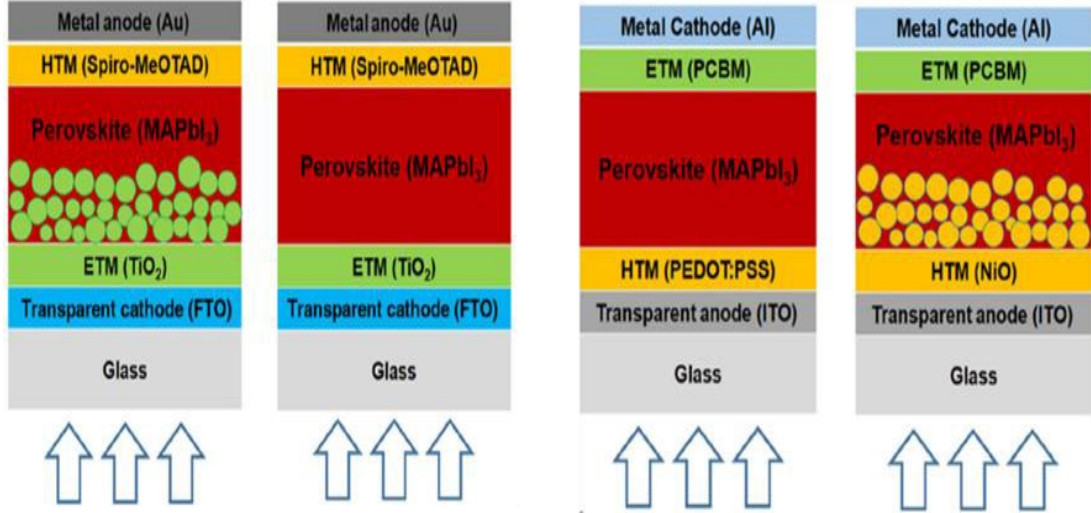 Metal anode (Au)
HTM (Spiro-MeOTAD)
Perovskite (MAPbI₃)
ETM (TiO₂)
Transparent cathode (FTO)
Glass
Metal anode (Au)
HTM (Spiro-MeOTAD)
Perovskite (MAPbI₃)
ETM (TiO₂)
Transparent cathode (FTO)
Glass
Metal Cathode (Al)
ETM (PCBM)
Perovskite (MAPbI₃)
HTM (PEDOT:PSS)
Transparent anode (ITO)
Glass
Metal Cathode (Al)
ETM (PCBM)
Perovskite (MAPbI₃)
HTM (NiO)
Transparent anode (ITO)
Glass